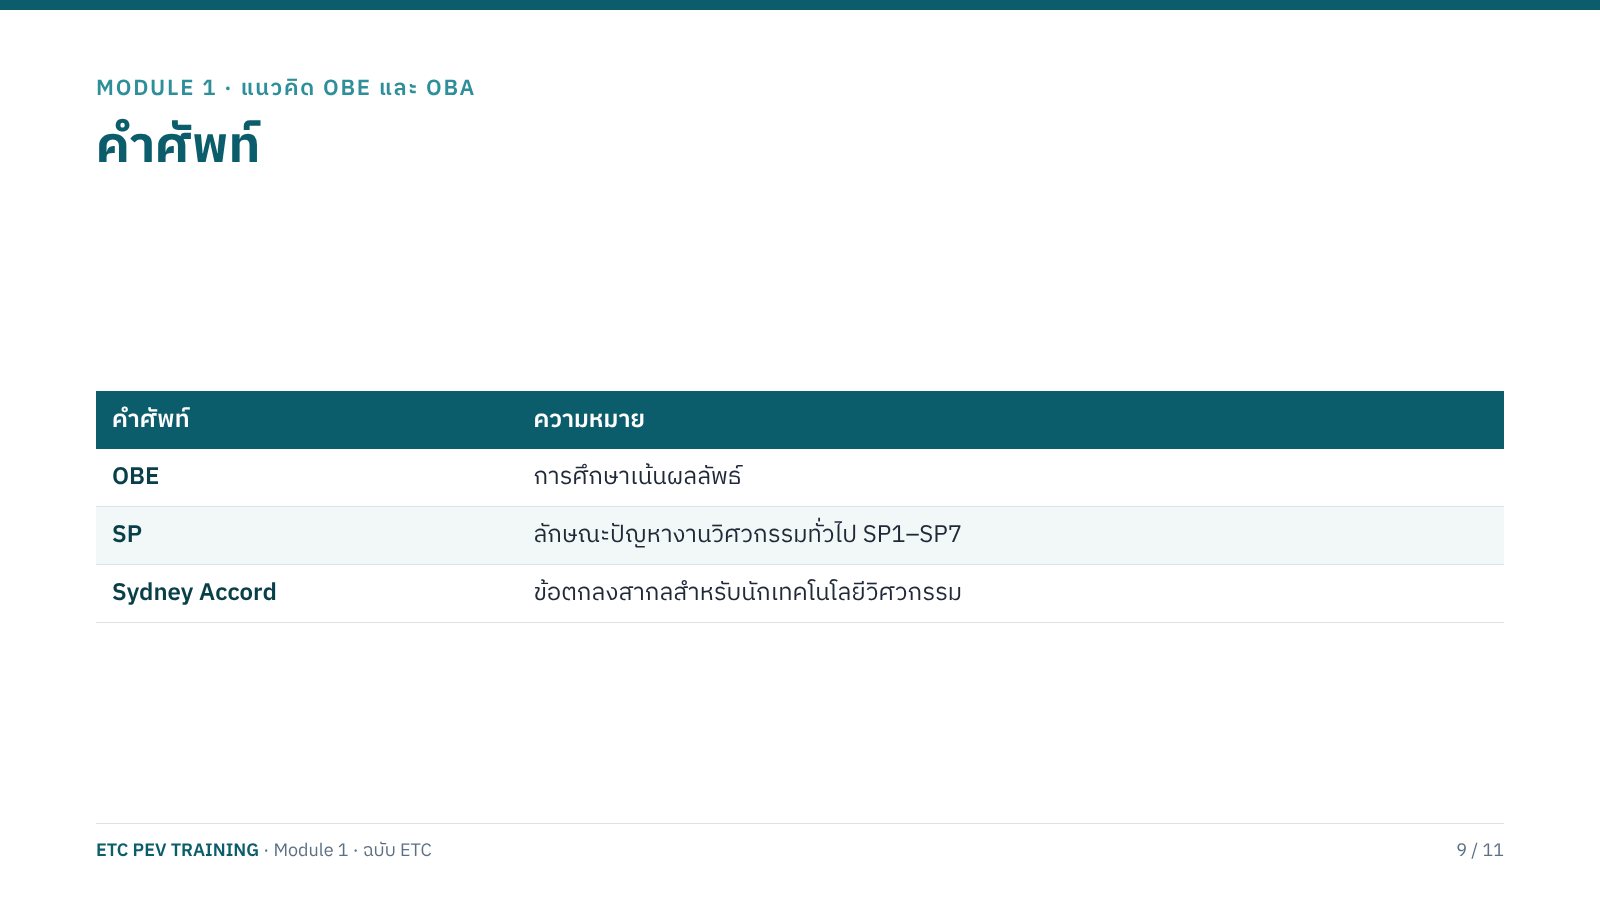 MODULE 1 · แนวคิด OBE และ OBA
คำศัพท์
คำศัพท์ ความหมาย
OBE การศึกษาเน้นผลลัพธ์
SP ลักษณะปัญหางานวิศวกรรมทั่วไป SP1–SP7
Sydney Accord ข้อตกลงสากลสำหรับนักเทคโนโลยีวิศวกรรม
ETC PEV TRAINING · Module 1 · ฉบับ ETC 9 / 11